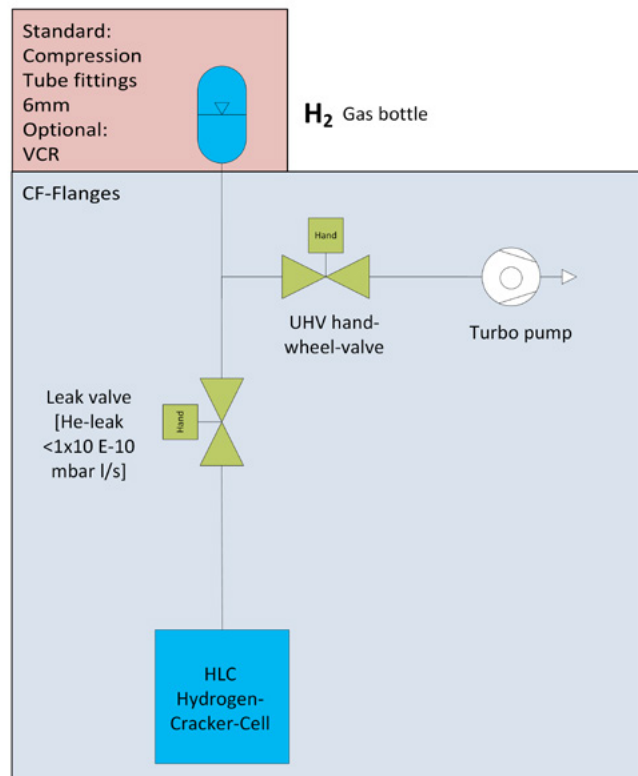 Standard:
Compression
Tube fittings
6mm
Optional:
VCR
H₂ Gas bottle
CF-Flanges
Hand
UHV hand-
wheel-valve
Turbo pump
Leak valve
[He-leak
<1x10 E-10
mbar l/s]
Hand
HLC
Hydrogen-
Cracker-Cell